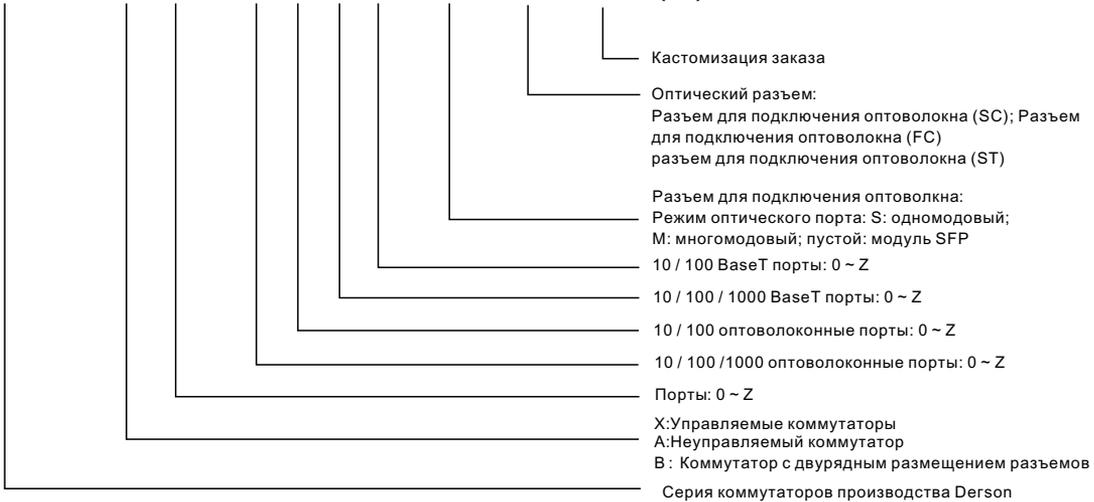 Кастомизация заказа
Оптический разъем:
Разъем для подключения оптоволокна (SC); Разъем
для подключения оптоволокна (FC)
разъем для подключения оптоволокна (ST)
Разъем для подключения оптоволкна:
Режим оптического порта: S: одномодовый;
М: многомодовый; пустой: модуль SFP
10 / 100 BaseT порты: 0 ~ Z
10 / 100 / 1000 BaseT порты: 0 ~ Z
10 / 100 оптоволоконные порты: 0 ~ Z
10 / 100 /1000 оптоволоконные порты: 0 ~ Z
Порты: 0 ~ Z
X:Управляемые коммутаторы
A:Неуправляемый коммутатор
B : Коммутатор с двурядным размещением разъемов
Серия коммутаторов производства Derson